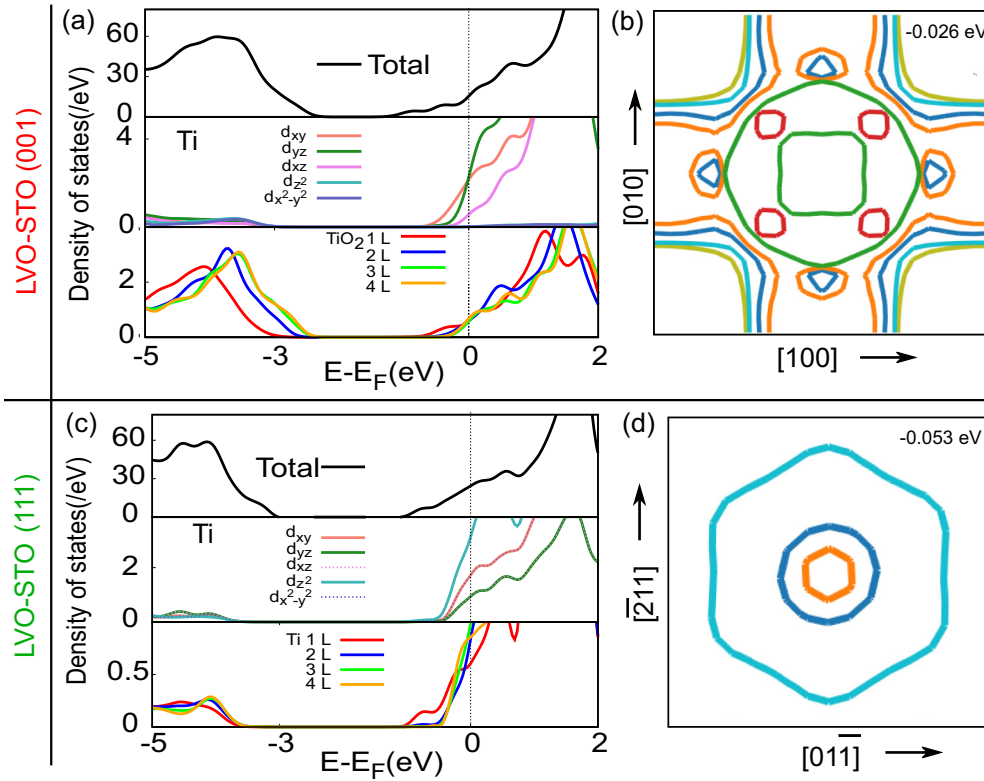 LVO-STO (001)
(a)
Density of states(/eV)
60
30
0
Total
4
0
Ti
dxy
dyz
dxz
dz2
dx2-y2
2
0
TiO2 1 L
2 L
3 L
4 L
-5
-3
0
2
E-EF(eV)
(b)
-0.026 eV
[010]
[100]
LVO-STO (111)
(c)
Density of states(/eV)
60
30
0
Total
2
0
Ti
dxy
dyz
dxz
dz2
dx2-y2
0.5
0
Ti 1 L
2 L
3 L
4 L
-5
-3
0
2
E-EF(eV)
(d)
-0.053 eV
[2̅11]
[011̅]